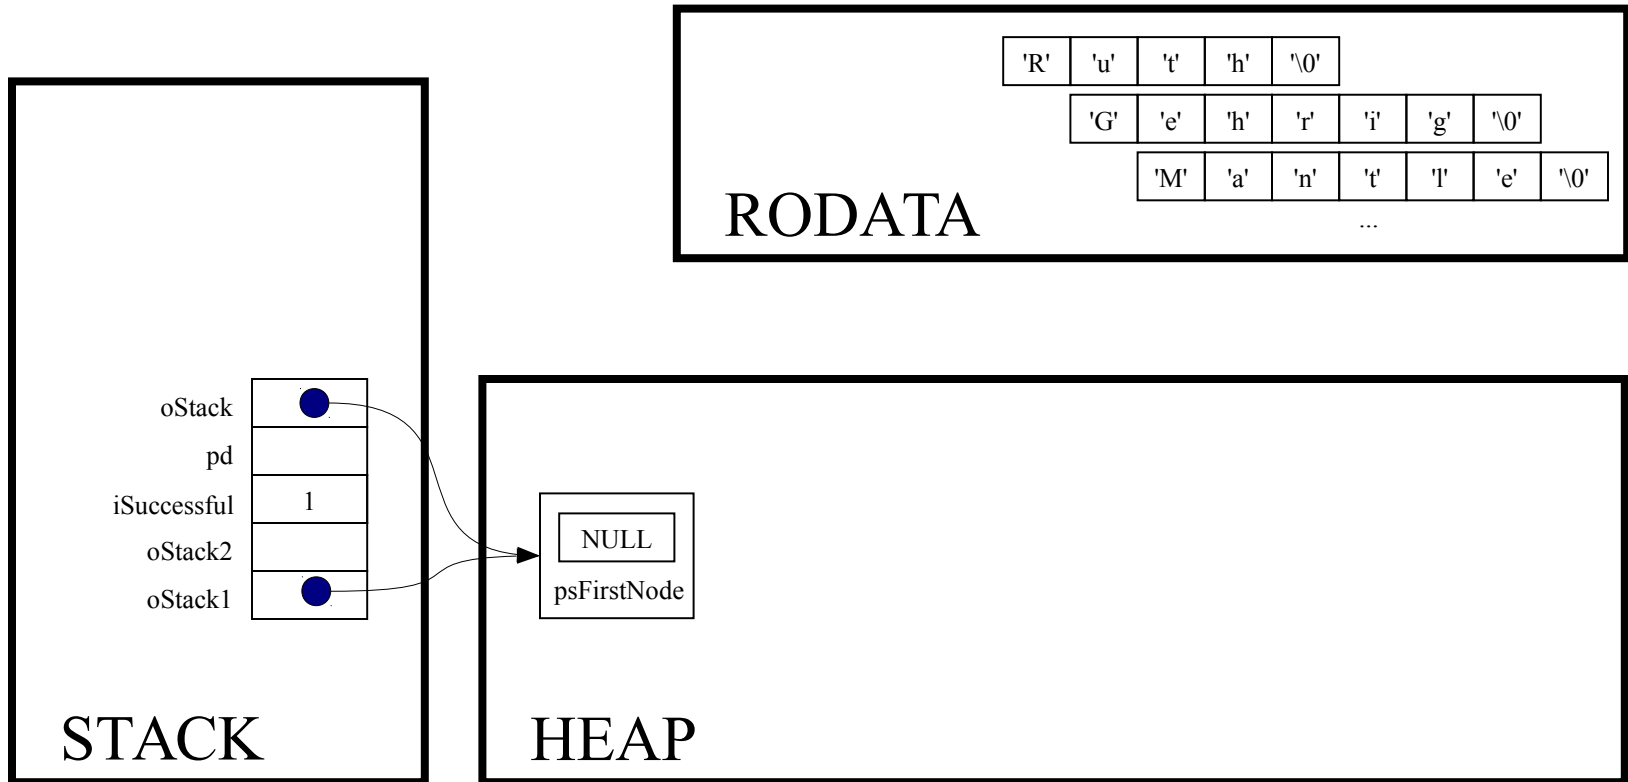 'R' 'u' 't' 'h' '\0'
'G' 'e' 'h' 'r' 'i' 'g' '\0'
'M' 'a' 'n' 't' 'l' 'e' '\0'
...
RODATA
oStack
pd
iSuccessful 1
oStack2
oStack1
STACK
NULL
psFirstNode
HEAP